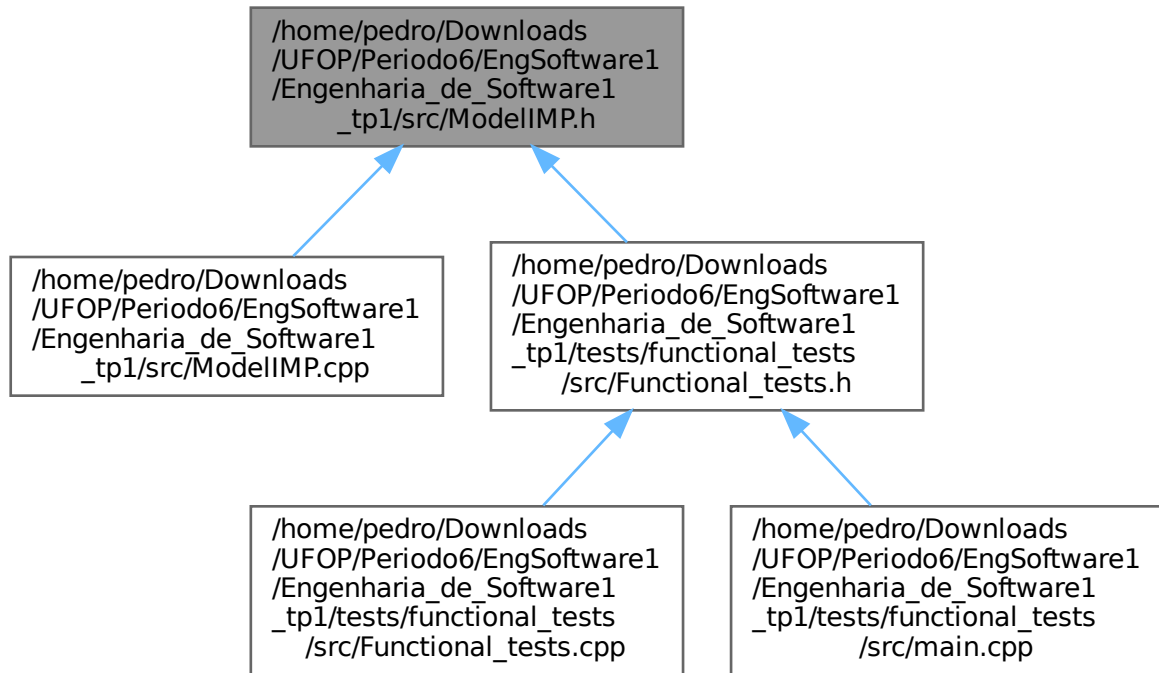 /home/pedro/Downloads
/UFOP/Periodo6/EngSoftware1
/Engenharia_de_Software1
_tp1/src/ModelIMP.h
/home/pedro/Downloads
/UFOP/Periodo6/EngSoftware1
/Engenharia_de_Software1
_tp1/src/ModelIMP.cpp
/home/pedro/Downloads
/UFOP/Periodo6/EngSoftware1
/Engenharia_de_Software1
_tp1/tests/functional_tests
/src/Functional_tests.h
/home/pedro/Downloads
/UFOP/Periodo6/EngSoftware1
/Engenharia_de_Software1
_tp1/tests/functional_tests
/src/Functional_tests.cpp
/home/pedro/Downloads
/UFOP/Periodo6/EngSoftware1
/Engenharia_de_Software1
_tp1/tests/functional_tests
/src/main.cpp